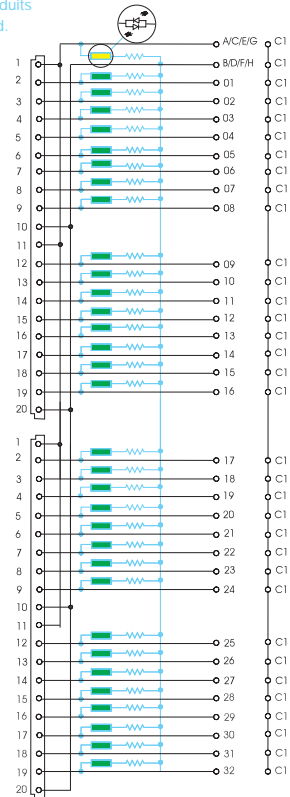 duits
d.
A/C/E/G C1
1 B/D/F/H C1
2 01 C1
3 02 C1
4 03 C1
5 04 C1
6 05 C1
7 06 C1
8 07 C1
9 08 C1
10
11
12 09 C1
13 10 C1
14 11 C1
15 12 C1
16 13 C1
17 14 C1
18 15 C1
19 16 C1
20
1
2 17 C1
3 18 C1
4 19 C1
5 20 C1
6 21 C1
7 22 C1
8 23 C1
9 24 C1
10
11
12 25 C1
13 26 C1
14 27 C1
15 28 C1
16 29 C1
17 30 C1
18 31 C1
19 32 C1
20